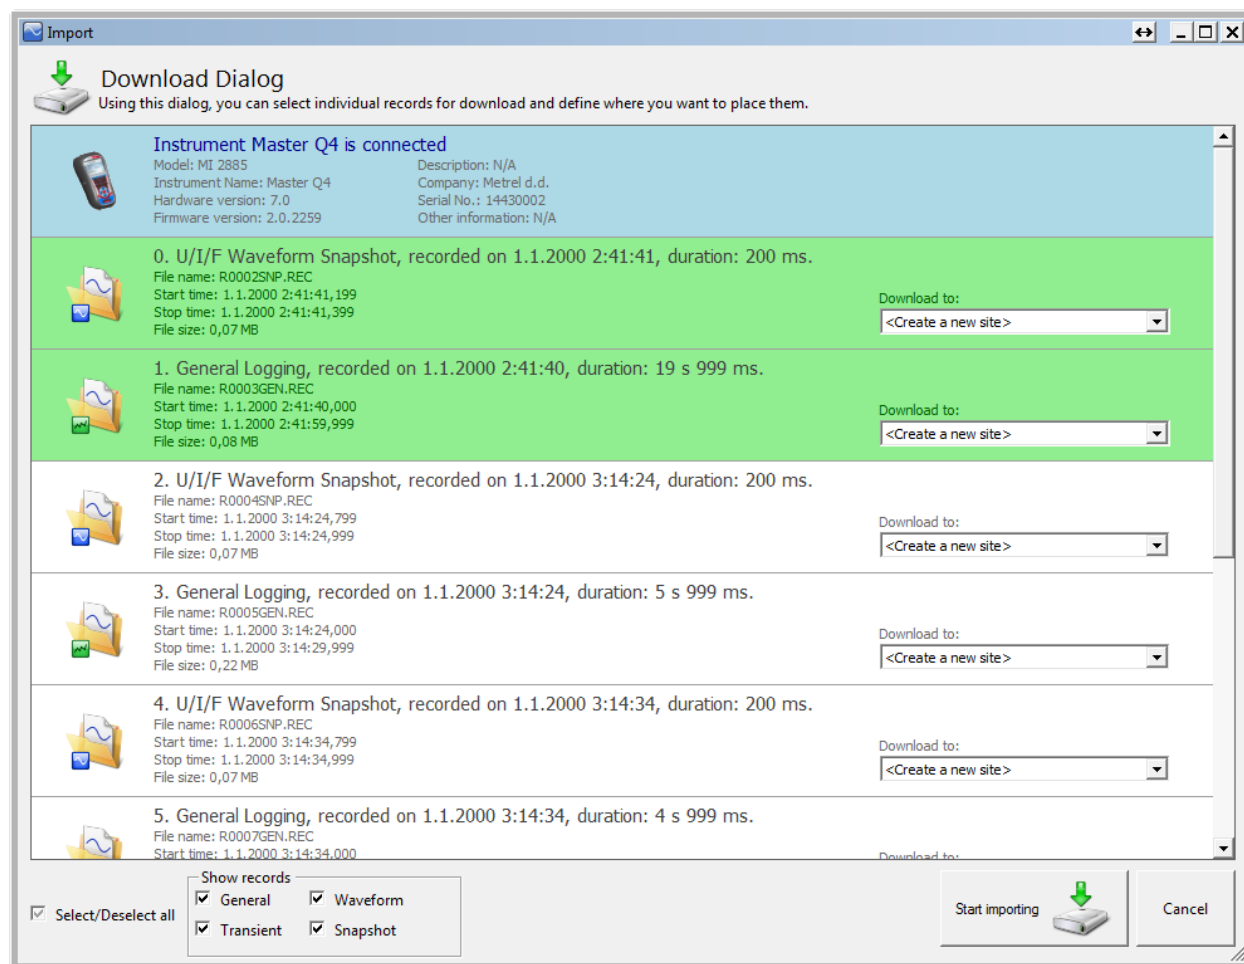 Import
Download Dialog
Using this dialog, you can select individual records for download and define where you want to place them.
Instrument Master Q4 is connected
Model: MI 2885
Description: N/A
Instrument Name: Master Q4
Company: Metrel d.d.
Hardware version: 7.0
Serial No.: 14430002
Firmware version: 2.0.2259
Other information: N/A
0. U/I/F Waveform Snapshot, recorded on 1.1.2000 2:41:41, duration: 200 ms.
File name: R0002SNP.REC
Start time: 1.1.2000 2:41:41,199
Stop time: 1.1.2000 2:41:41,399
File size: 0,07 MB
Download to:
<Create a new site>
1. General Logging, recorded on 1.1.2000 2:41:40, duration: 19 s 999 ms.
File name: R0003GEN.REC
Start time: 1.1.2000 2:41:40,000
Stop time: 1.1.2000 2:41:59,999
File size: 0,08 MB
Download to:
<Create a new site>
2. U/I/F Waveform Snapshot, recorded on 1.1.2000 3:14:24, duration: 200 ms.
File name: R0004SNP.REC
Start time: 1.1.2000 3:14:24,799
Stop time: 1.1.2000 3:14:24,999
File size: 0,07 MB
Download to:
<Create a new site>
3. General Logging, recorded on 1.1.2000 3:14:24, duration: 5 s 999 ms.
File name: R0005GEN.REC
Start time: 1.1.2000 3:14:24,000
Stop time: 1.1.2000 3:14:29,999
File size: 0,22 MB
Download to:
<Create a new site>
4. U/I/F Waveform Snapshot, recorded on 1.1.2000 3:14:34, duration: 200 ms.
File name: R0006SNP.REC
Start time: 1.1.2000 3:14:34,799
Stop time: 1.1.2000 3:14:34,999
File size: 0,07 MB
Download to:
<Create a new site>
5. General Logging, recorded on 1.1.2000 3:14:34, duration: 4 s 999 ms.
File name: R0007GEN.REC
Start time: 1.1.2000 3:14:34,000
Download to:
Select/Deselect all
Show records
General
Waveform
Transient
Snapshot
Start importing
Cancel